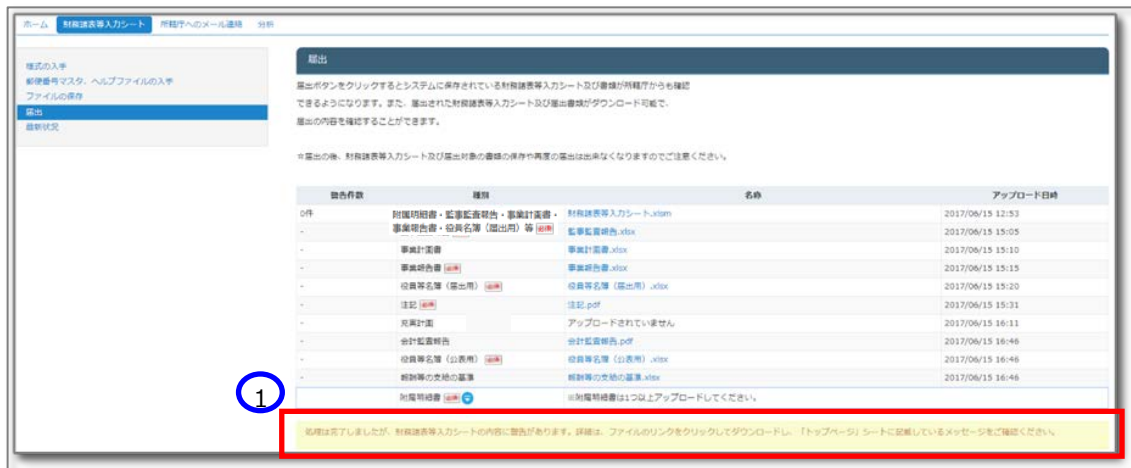 ホーム 財務諸表等入力シート 所轄庁へのメール連絡 分析
様式の入手
郵便番号マスタ、ヘルプファイルの入手
ファイルの保存
届出
最新状況
届出
届出ボタンをクリックするとシステムに保存されている財務諸表等入力シート及び書類が所轄庁からも確認
できるようになります。また、届出された財務諸表等入力シート及び届出書類がダウンロード可能で、
届出の内容を確認することができます。
※届出の後、財務諸表等入力シート及び届出対象の書類の保存や再度の届出は出来なくなりますのでご注意ください。
警告件数 種別 名称 アップロード日時
0件 附属明細書・監事監査報告・事業計画書・ 財務諸表等入力シート.xlsm 2017/06/15 12:53
- 事業報告書・役員名簿（届出用）等 必須 監事監査報告.xlsx 2017/06/15 15:05
- 事業計画書 事業計画書.xlsx 2017/06/15 15:10
- 事業報告書 必須 事業報告書.xlsx 2017/06/15 15:15
- 役員等名簿（届出用） 必須 役員等名簿（届出用）.xlsx 2017/06/15 15:20
- 注記 必須 注記.pdf 2017/06/15 15:31
- 充実計画 アップロードされていません 2017/06/15 16:11
- 会計監査報告 会計監査報告.pdf 2017/06/15 16:46
- 役員等名簿（公表用） 必須 役員等名簿（公表用）.xlsx 2017/06/15 16:46
- 報酬等の支給の基準 報酬等の支給の基準.xlsx 2017/06/15 16:46
附属明細書 必須 ※附属明細書は1つ以上アップロードしてください。
1
処理は完了しましたが、財務諸表等入力シートの内容に警告があります。詳細は、ファイルのリンクをクリックしてダウンロードし、「トップページ」シートに記載しているメッセージをご確認ください。